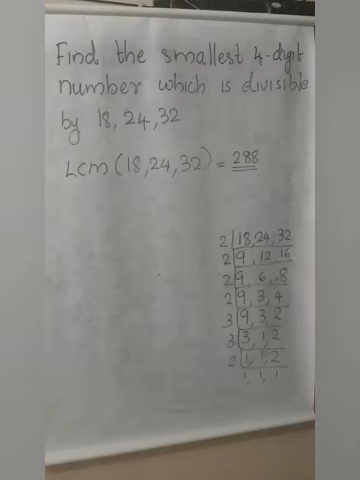 Find the smallest 4-digit
number which is divisible
by 18, 24, 32
LCM (18, 24, 32) = 288
2 | 18, 24, 32
2 | 9, 12, 16
2 | 9, 6, 8
2 | 9, 3, 4
3 | 9, 3, 2
3 | 3, 1, 2
2 | 1, 1, 2
1, 1, 1